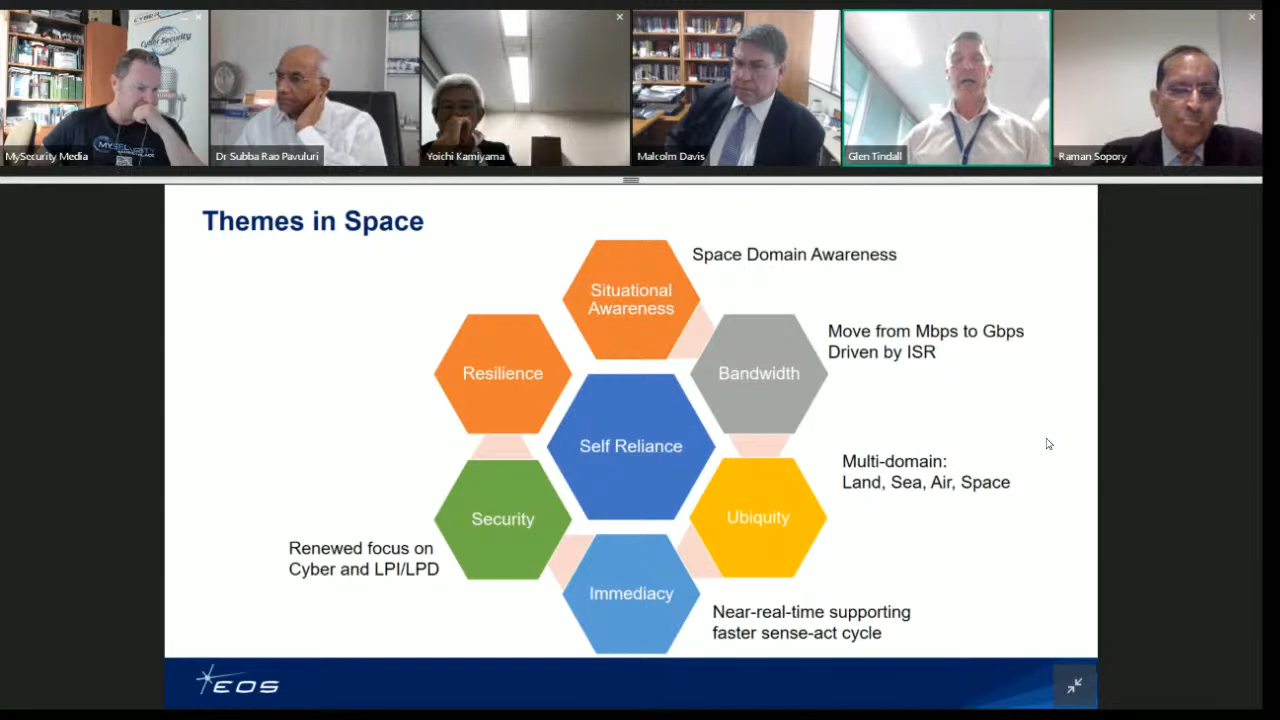 Cyber Security
MYSECURITY
MySecurity Media
Dr Subba Rao Pavuluri
Yoichi Kamiyama
Malcolm Davis
Glen Tindall
Raman Sopory
Themes in Space
Situational
Awareness
Space Domain Awareness
Bandwidth
Move from Mbps to Gbps
Driven by ISR
Resilience
Self Reliance
Ubiquity
Multi-domain:
Land, Sea, Air, Space
Security
Renewed focus on
Cyber and LPI/LPD
Immediacy
Near-real-time supporting
faster sense-act cycle
EOS